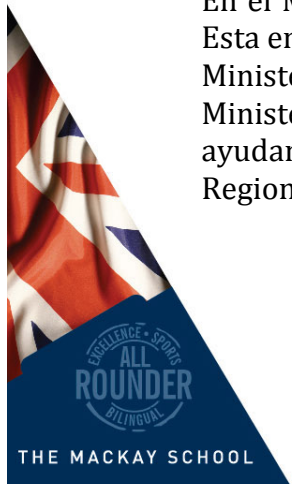 En el M
Esta en
Ministe
Ministe
ayudar
Region
EXCELLENCE • SPORTS
ALL
ROUNDER
BILINGUAL
THE MACKAY SCHOOL